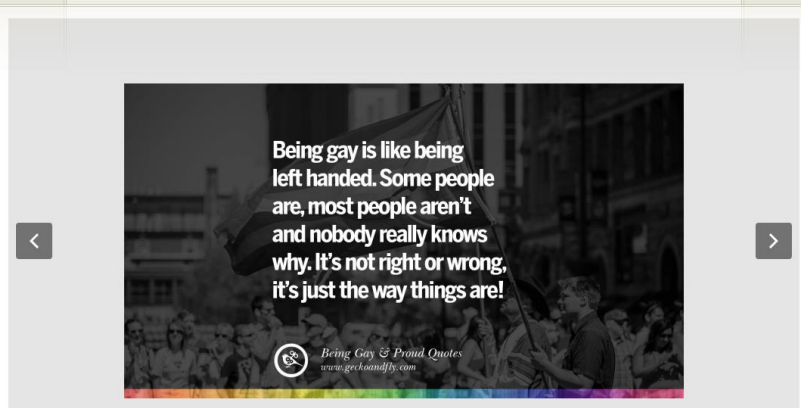 Being gay is like being
left handed. Some people
are, most people aren't
and nobody really knows
why. It's not right or wrong,
it's just the way things are!
Being Gay & Proud Quotes
www.geckoandfly.com